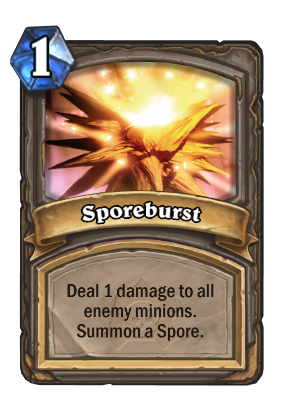 1
Sporeburst
Deal 1 damage to all
enemy minions.
Summon a Spore.